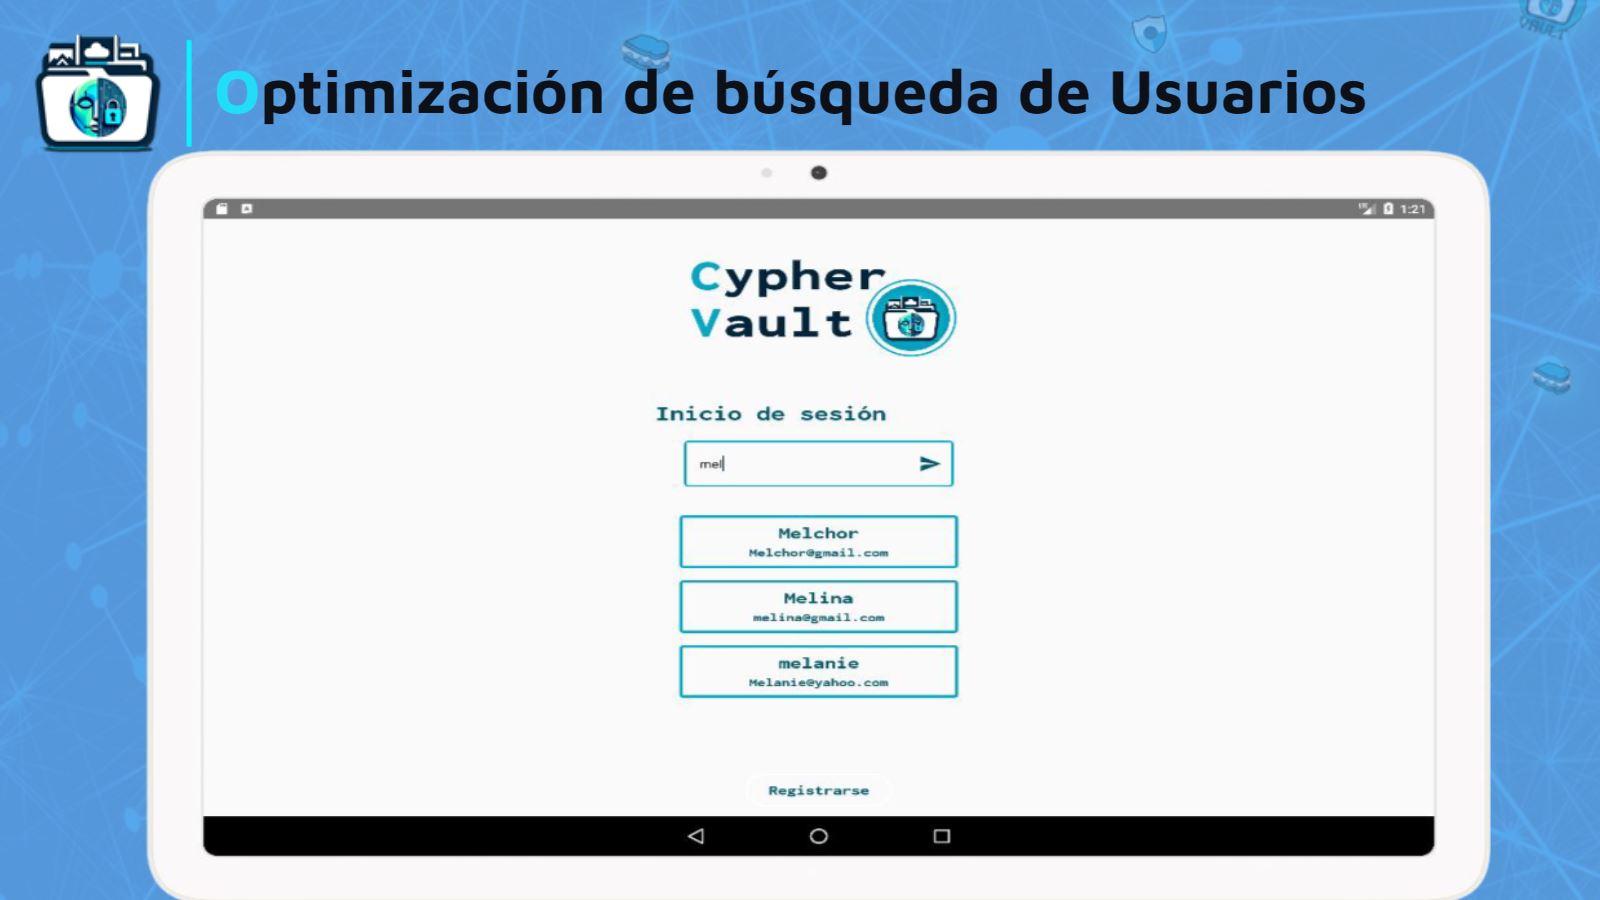 Optimización de búsqueda de Usuarios
1:21
Cypher
Vault
Inicio de sesión
mel
Melchor
Melchor@gmail.com
Melina
melina@gmail.com
melanie
Melanie@yahoo.com
Registrarse